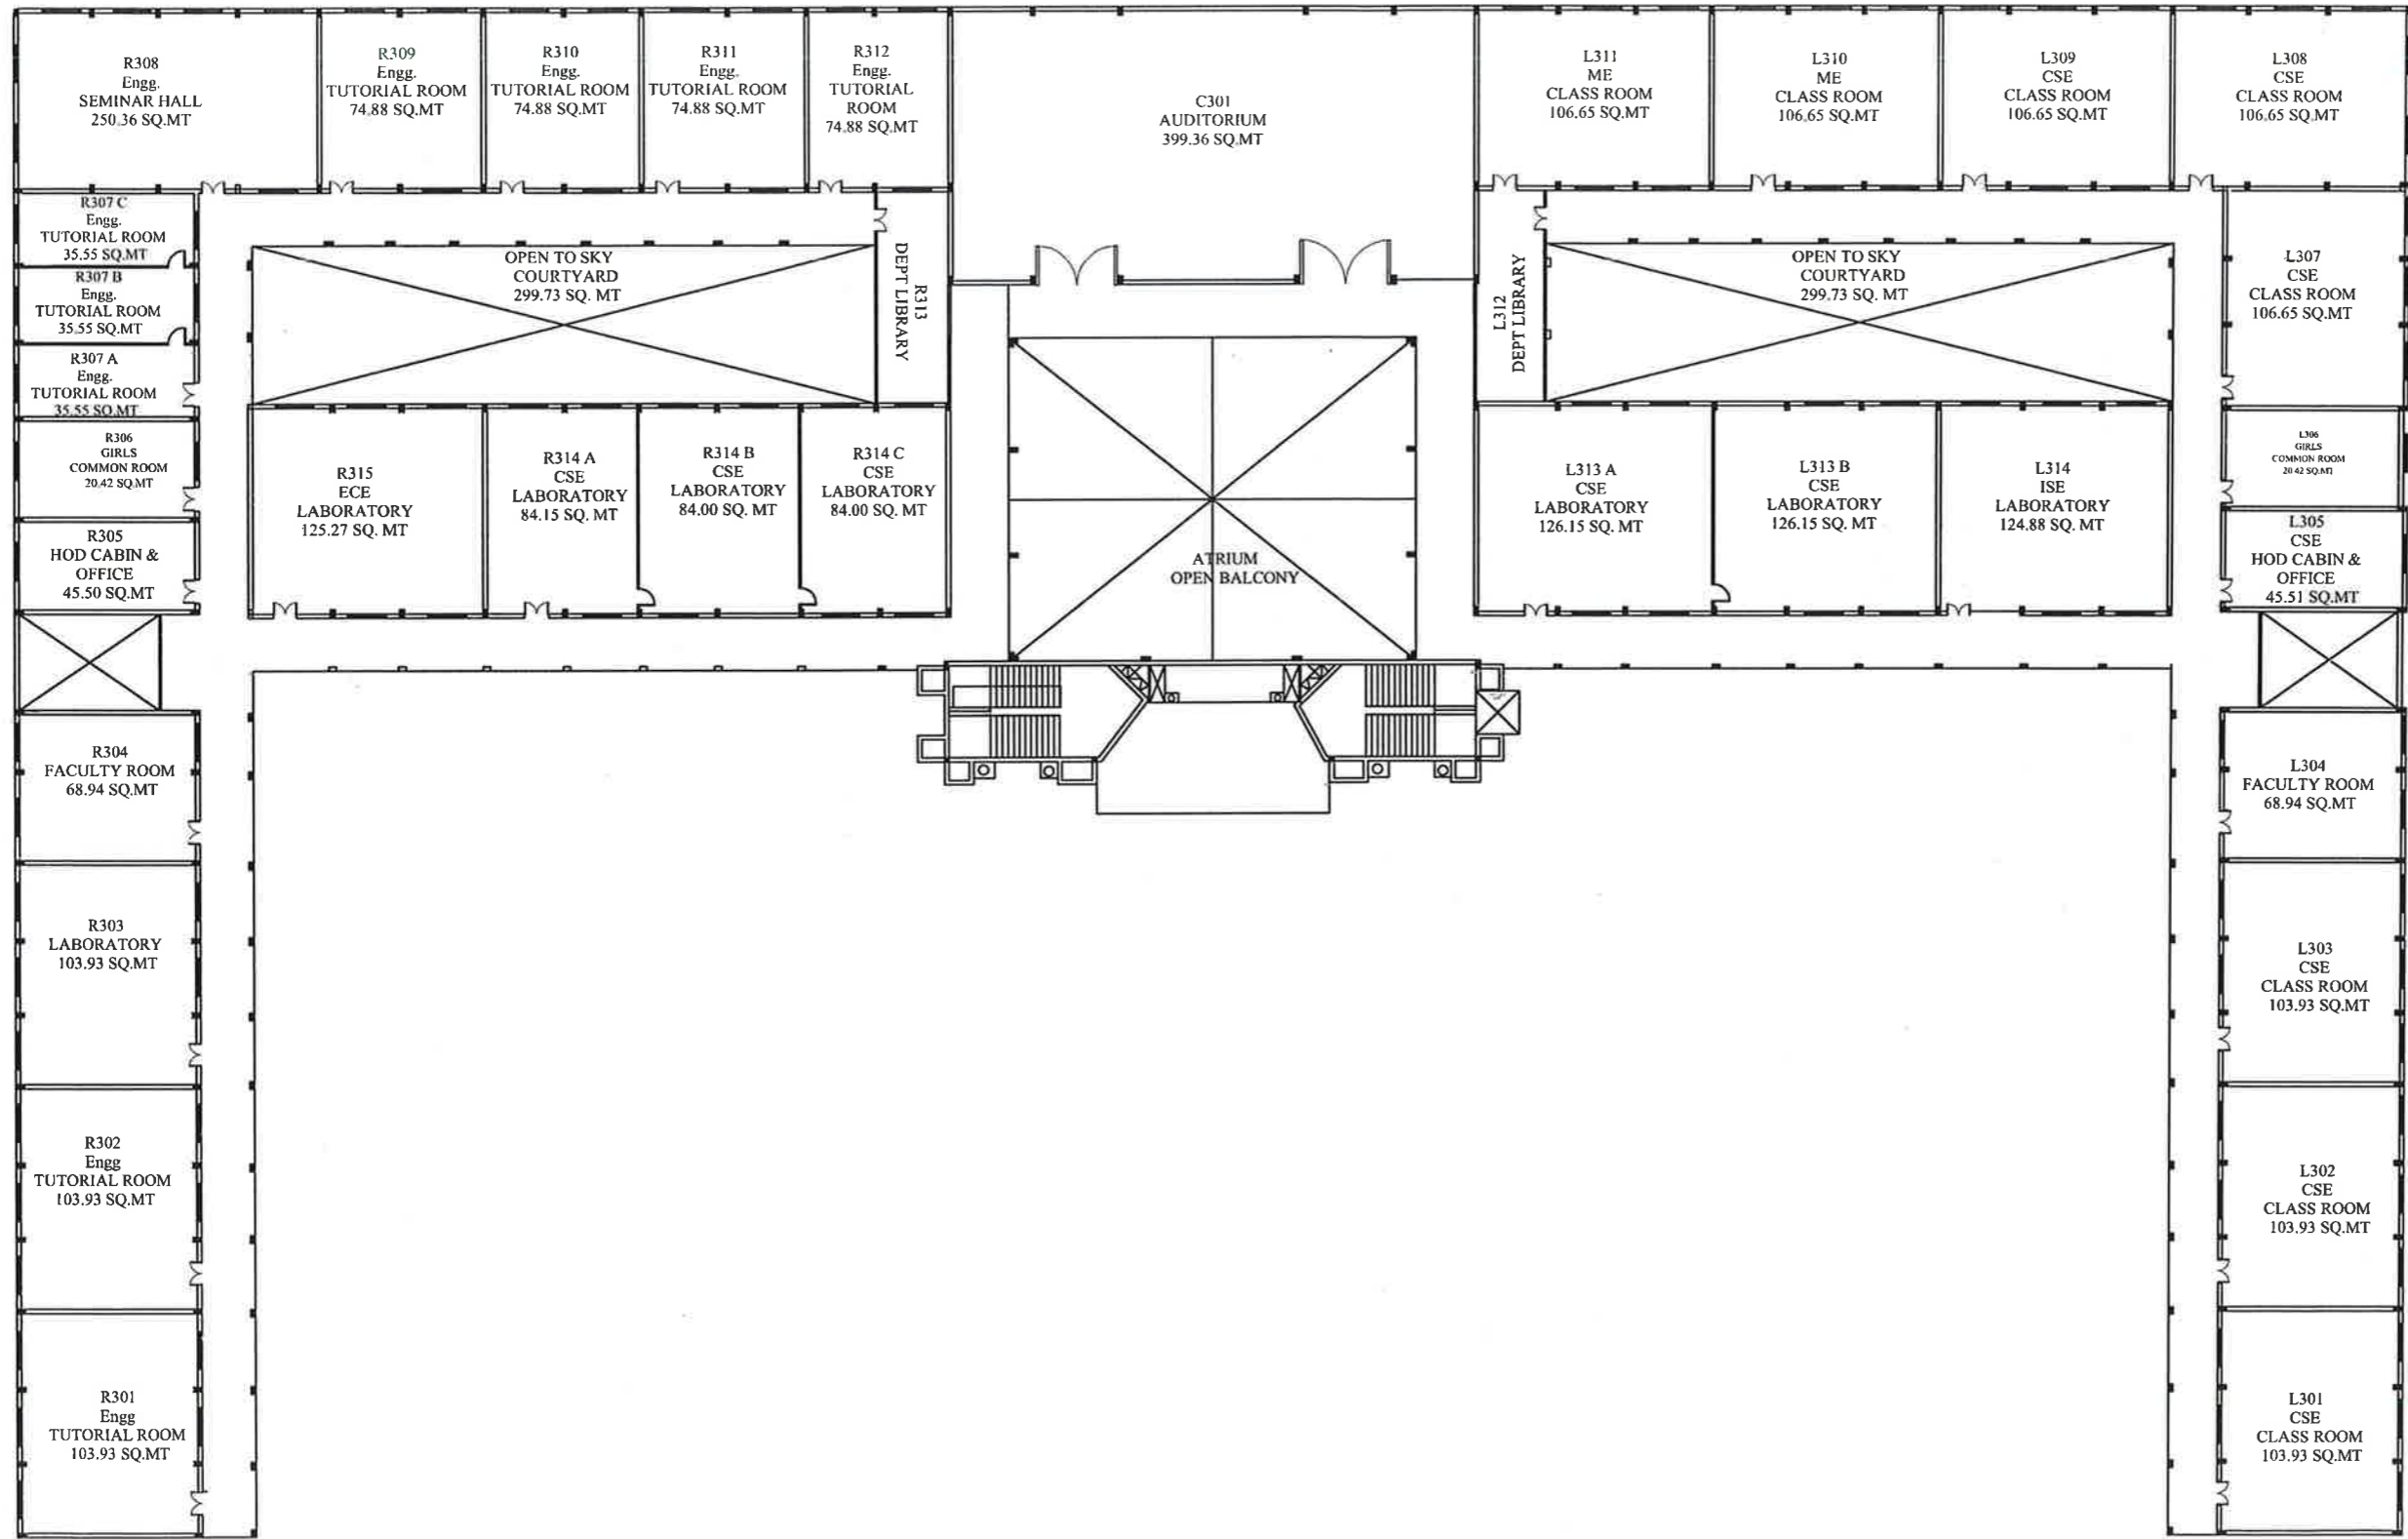 R308
Engg.
SEMINAR HALL
250.36 SQ.MT
R309
Engg.
TUTORIAL ROOM
74.88 SQ.MT
R310
Engg.
TUTORIAL ROOM
74.88 SQ.MT
R311
Engg.
TUTORIAL ROOM
74.88 SQ.MT
R312
Engg.
TUTORIAL
ROOM
74.88 SQ.MT
C301
AUDITORIUM
399.36 SQ.MT
L311
ME
CLASS ROOM
106.65 SQ.MT
L310
ME
CLASS ROOM
106.65 SQ.MT
L309
CSE
CLASS ROOM
106.65 SQ.MT
L308
CSE
CLASS ROOM
106.65 SQ.MT
R307 C
Engg.
TUTORIAL ROOM
35.55 SQ.MT
R307 B
Engg.
TUTORIAL ROOM
35.55 SQ.MT
R307 A
Engg.
TUTORIAL ROOM
35.55 SQ.MT
OPEN TO SKY
COURTYARD
299.73 SQ. MT
R313
DEPT LIBRARY
L312
DEPT LIBRARY
OPEN TO SKY
COURTYARD
299.73 SQ. MT
L307
CSE
CLASS ROOM
106.65 SQ.MT
R306
GIRLS
COMMON ROOM
20.42 SQ.MT
R315
ECE
LABORATORY
125.27 SQ. MT
R314 A
CSE
LABORATORY
84.15 SQ. MT
R314 B
CSE
LABORATORY
84.00 SQ. MT
R314 C
CSE
LABORATORY
84.00 SQ. MT
L313 A
CSE
LABORATORY
126.15 SQ. MT
L313 B
CSE
LABORATORY
126.15 SQ. MT
L314
ISE
LABORATORY
124.88 SQ. MT
L306
GIRLS
COMMON ROOM
20.42 SQ.MT
R305
HOD CABIN &
OFFICE
45.50 SQ.MT
ATRIUM
OPEN BALCONY
L305
CSE
HOD CABIN &
OFFICE
45.51 SQ.MT
R304
FACULTY ROOM
68.94 SQ.MT
L304
FACULTY ROOM
68.94 SQ.MT
R303
LABORATORY
103.93 SQ.MT
L303
CSE
CLASS ROOM
103.93 SQ.MT
R302
Engg
TUTORIAL ROOM
103.93 SQ.MT
L302
CSE
CLASS ROOM
103.93 SQ.MT
R301
Engg
TUTORIAL ROOM
103.93 SQ.MT
L301
CSE
CLASS ROOM
103.93 SQ.MT